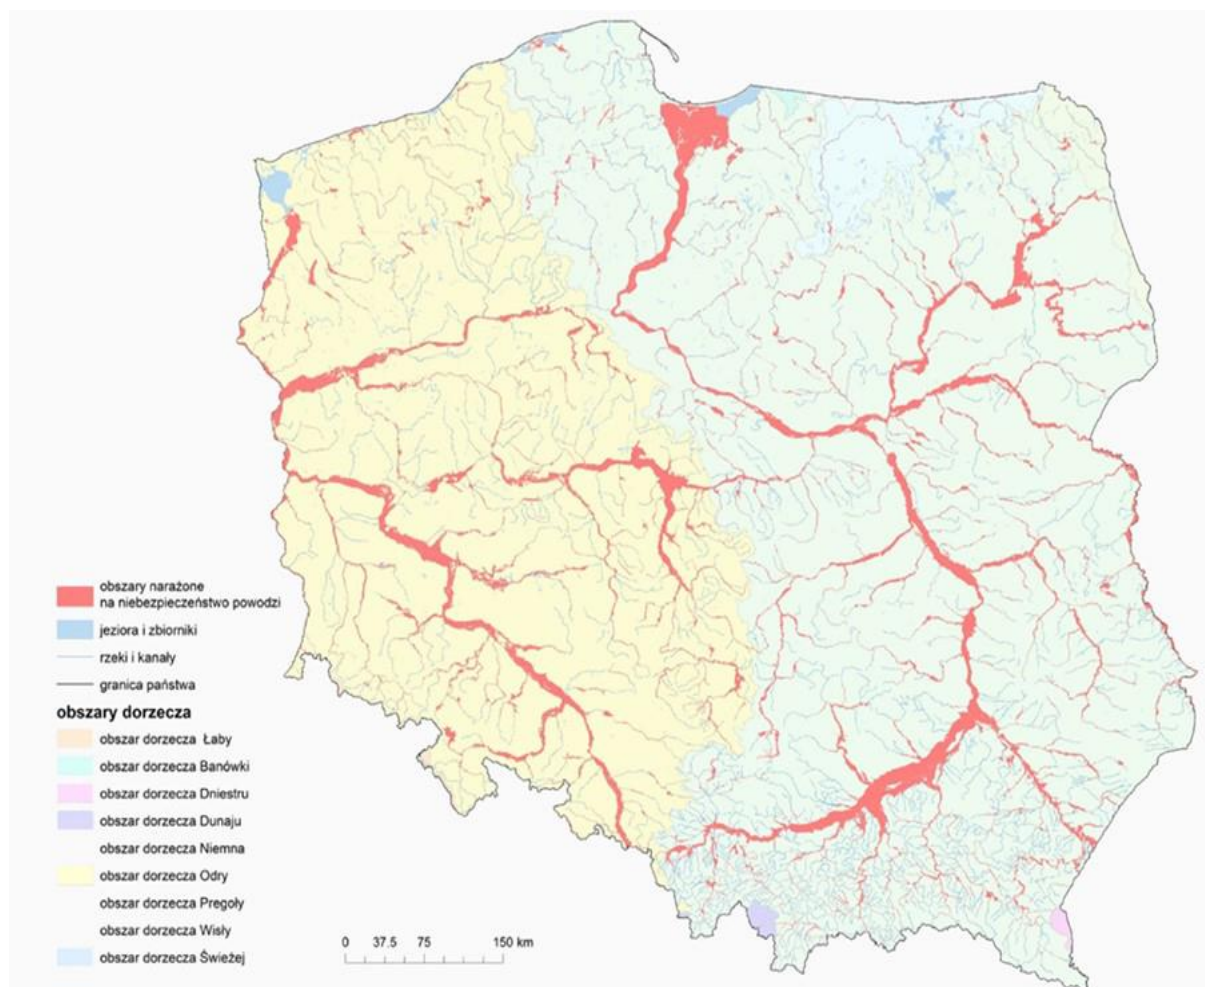 obszary narażone
na niebezpieczeństwo powodzi
jeziora i zbiorniki
rzeki i kanały
granica państwa
obszary dorzecza
obszar dorzecza Łaby
obszar dorzecza Banówki
obszar dorzecza Dniestru
obszar dorzecza Dunaju
obszar dorzecza Niemna
obszar dorzecza Odry
obszar dorzecza Pręgoły
obszar dorzecza Wisły
obszar dorzecza Świeżej
0 37.5 75 150 km